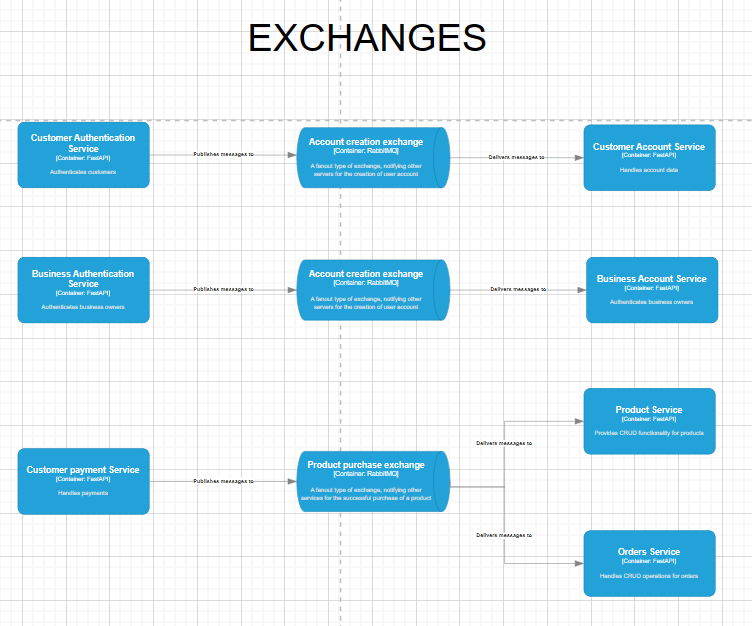 EXCHANGES
Customer Authentication
Service
[Container: FastAPI]
Authenticates customers
Publishes messages to
Account creation exchange
[Container: RabbitMQ]
A fanout type of exchange, notifying other
servers for the creation of user account
Delivers messages to
Customer Account Service
[Container: FastAPI]
Handles account data
Business Authentication
Service
[Container: FastAPI]
Authenticates business owners
Publishes messages to
Account creation exchange
[Container: RabbitMQ]
A fanout type of exchange, notifying other
servers for the creation of user account
Delivers messages to
Business Account Service
[Container: FastAPI]
Authenticates business owners
Customer payment Service
[Container: FastAPI]
Handles payments
Publishes messages to
Product purchase exchange
[Container: RabbitMQ]
A fanout type of exchange, notifying other
services for the successful purchase of a product
Delivers messages to
Product Service
[Container: FastAPI]
Provides CRUD functionality for products
Delivers messages to
Orders Service
[Container: FastAPI]
Handles CRUD operations for orders